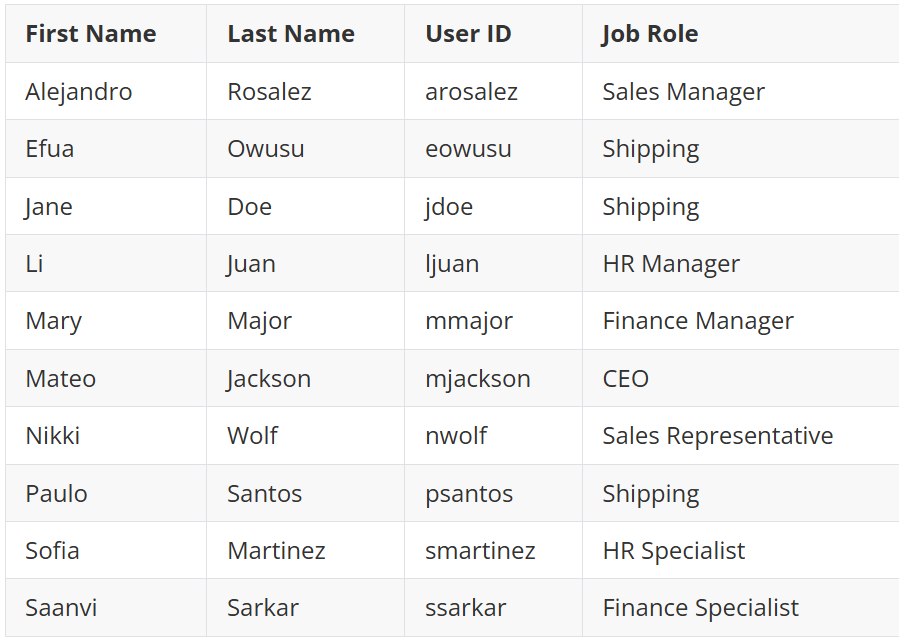 First Name Last Name User ID Job Role
Alejandro Rosalez arosalez Sales Manager
Efua Owusu eowusu Shipping
Jane Doe jdoe Shipping
Li Juan ljuan HR Manager
Mary Major mmajor Finance Manager
Mateo Jackson mjackson CEO
Nikki Wolf nwolf Sales Representative
Paulo Santos psantos Shipping
Sofia Martinez smartinez HR Specialist
Saanvi Sarkar ssarkar Finance Specialist